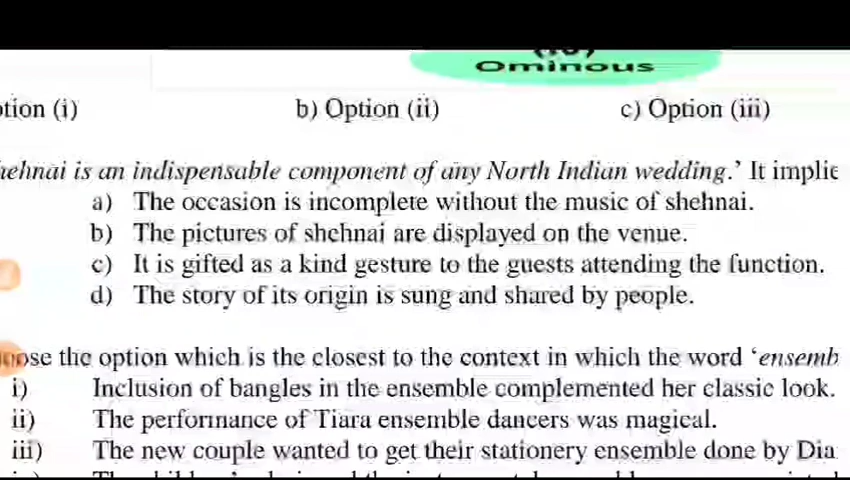 Ominous
tion (i) b) Option (ii) c) Option (iii)
hehnai is an indispensable component of any North Indian wedding.' It implie
a) The occasion is incomplete without the music of shehnai.
b) The pictures of shehnai are displayed on the venue.
c) It is gifted as a kind gesture to the guests attending the function.
d) The story of its origin is sung and shared by people.
oose the option which is the closest to the context in which the word 'ensemb
i) Inclusion of bangles in the ensemble complemented her classic look.
ii) The performance of Tiara ensemble dancers was magical.
iii) The new couple wanted to get their stationery ensemble done by Dia